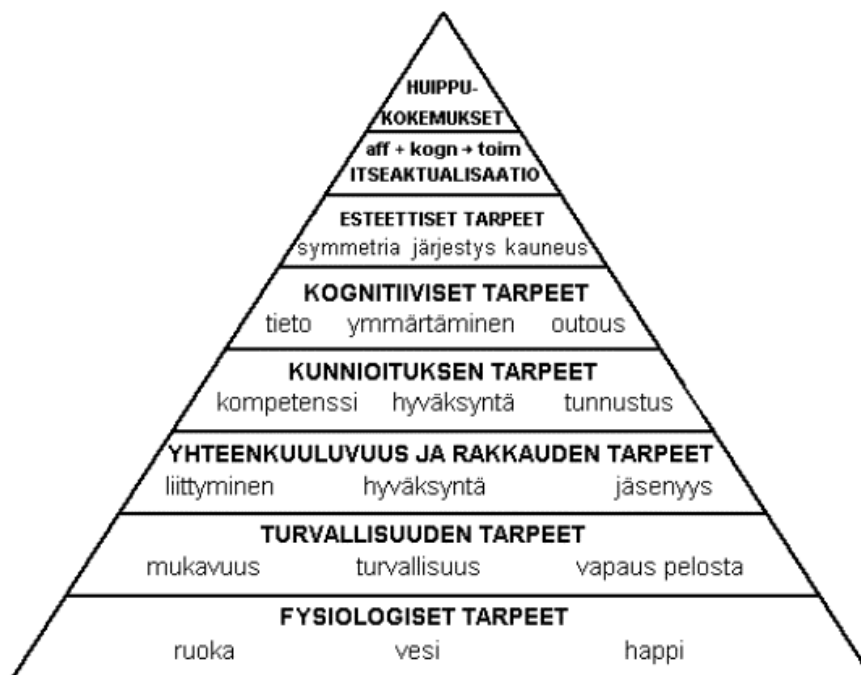 HUIPPU-
KOKEMUKSET
aff + kogn → toim
ITSEAKTUALISAATIO
ESTEETTISET TARPEET
symmetria järjestys kauneus
KOGNITIIVISET TARPEET
tieto ymmärtäminen outous
KUNNIOITUKSEN TARPEET
kompetenssi hyväksyntä tunnustus
YHTEENKUULUVUUS JA RAKKAUDEN TARPEET
liittyminen hyväksyntä jäsenyys
TURVALLISUUDEN TARPEET
mukavuus turvallisuus vapaus pelosta
FYSIOLOGISET TARPEET
ruoka vesi happi